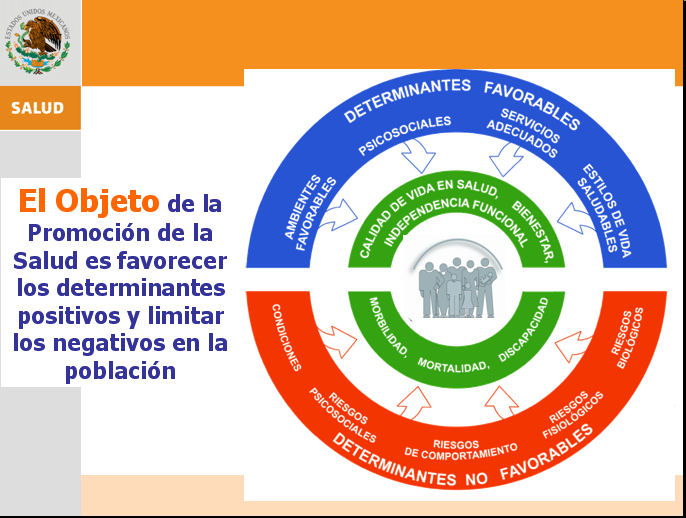 ESTADOS UNIDOS MEXICANOS
SALUD
El Objeto de la
Promoción de la
Salud es favorecer
los determinantes
positivos y limitar
los negativos en la
población
DETERMINANTES FAVORABLES
AMBIENTES
FAVORABLES
PSICOSOCIALES
SERVICIOS
ADECUADOS
ESTILOS DE VIDA
SALUDABLES
CALIDAD DE VIDA EN SALUD, BIENESTAR,
INDEPENDENCIA FUNCIONAL
MORBILIDAD, MORTALIDAD, DISCAPACIDAD
CONDICIONES
RIESGOS
PSICOSOCIALES
RIESGOS
DE COMPORTAMIENTO
RIESGOS
FISIOLÓGICOS
RIESGOS
BIOLÓGICOS
DETERMINANTES NO FAVORABLES